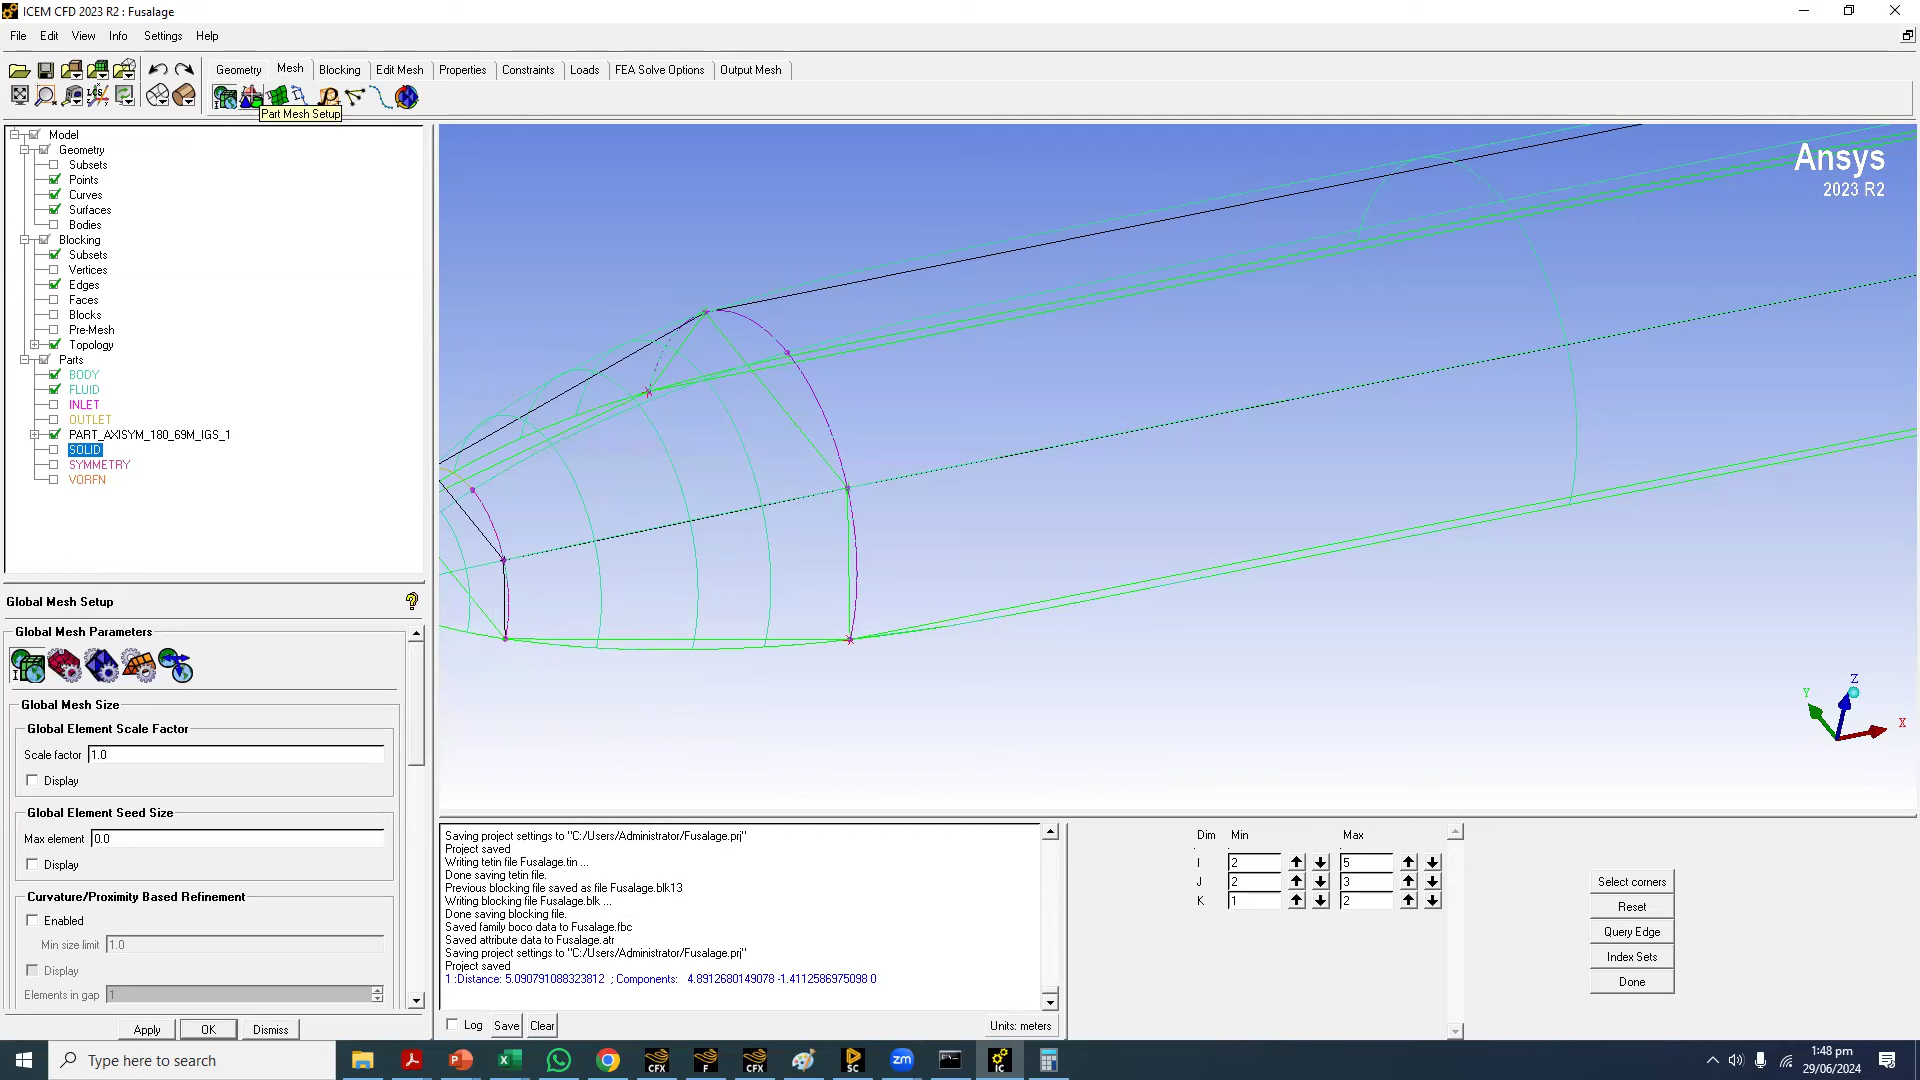 ICEM CFD 2023 R2 : Fusalage
File Edit View Info Settings Help
Geometry Mesh Blocking Edit Mesh Properties Constraints Loads FEA Solve Options Output Mesh
Part Mesh Setup
Model
Geometry
Subsets
Points
Curves
Surfaces
Bodies
Blocking
Subsets
Vertices
Edges
Faces
Blocks
Pre-Mesh
Topology
Parts
BODY
FLUID
INLET
OUTLET
PART_AXISYM_180_69M_IGS_1
SOLID
SYMMETRY
VORFN
Global Mesh Setup
Global Mesh Parameters
Global Mesh Size
Global Element Scale Factor
Scale factor 1.0
Display
Global Element Seed Size
Max element 0.0
Display
Curvature/Proximity Based Refinement
Enabled
Min size limit 1.0
Display
Elements in gap 1
Apply OK Dismiss
Ansys
2023 R2
Z
Y
X
Saving project settings to "C:/Users/Administrator/Fusalage.prj"
Project saved
Writing tetin file Fusalage.tin ...
Done saving tetin file.
Previous blocking file saved as file Fusalage.blk13
Writing blocking file Fusalage.blk ...
Done saving blocking file.
Saved family boco data to Fusalage.fbc
Saved attribute data to Fusalage.atr
Saving project settings to "C:/Users/Administrator/Fusalage.prj"
Project saved
1 :Distance: 5.090791088323812 ; Components: 4.8912680149078 -1.4112586975098 0
Log Save Clear Units: meters
Dim Min Max
I 2 5
J 2 3
K 1 2
Select corners
Reset
Query Edge
Index Sets
Done
Type here to search
CFX
F
CFX
SC
zm
IC
1:48 pm
29/06/2024